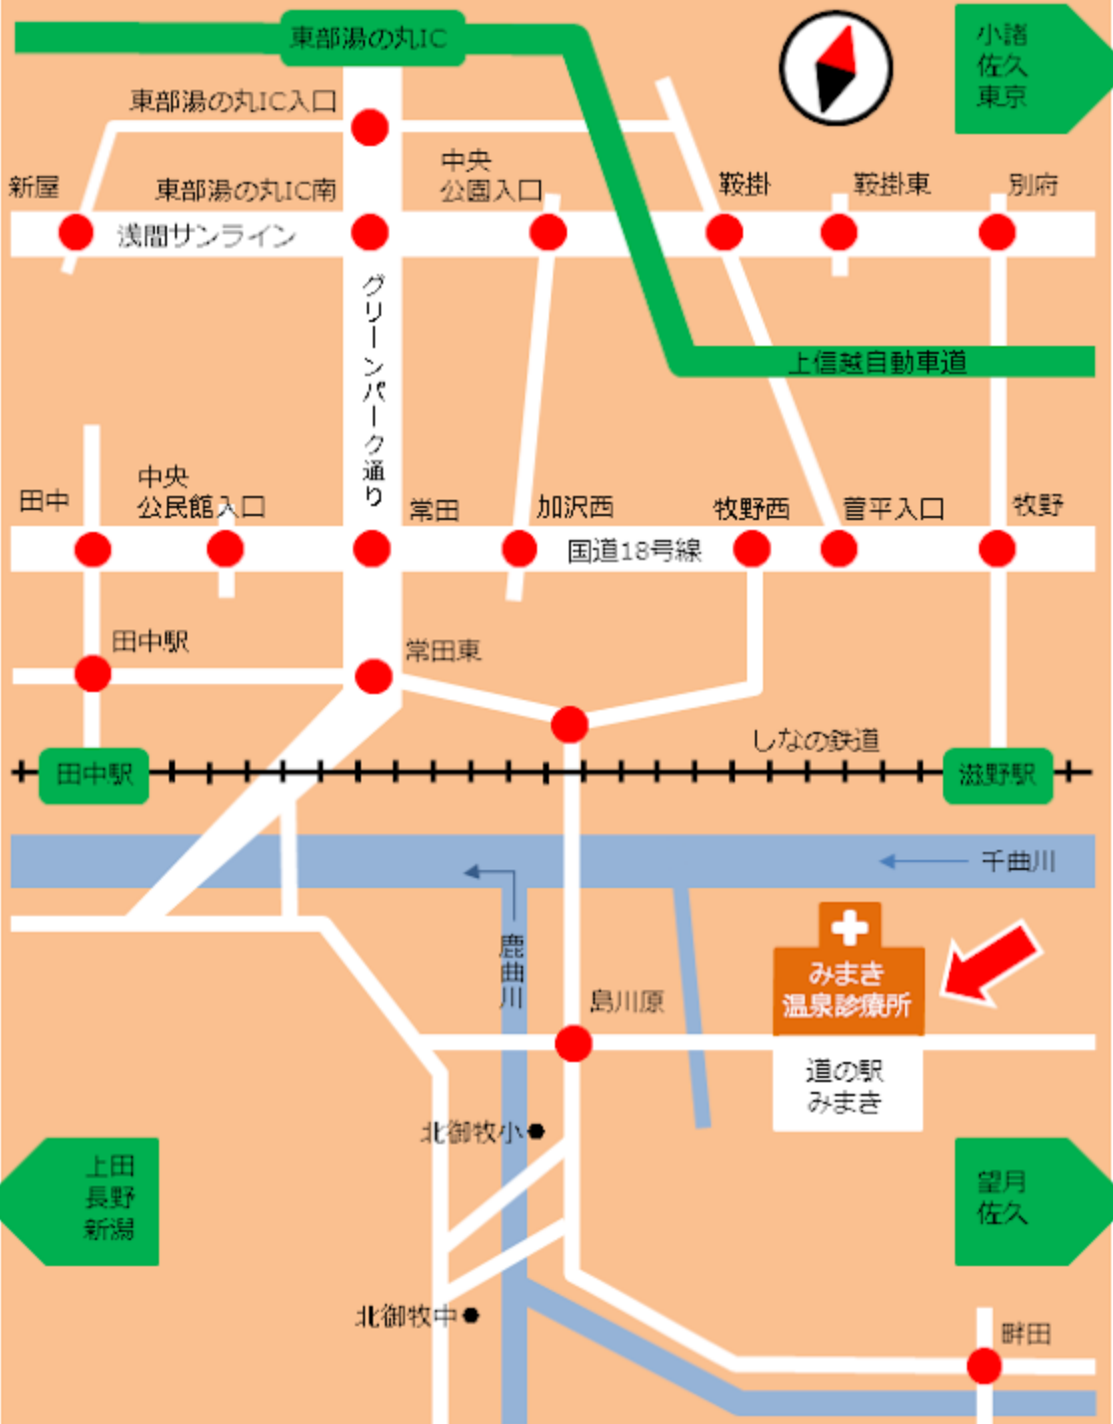 東部湯の丸IC
小諸
佐久
東京
東部湯の丸IC入口
中央
公園入口
新屋
東部湯の丸IC南
鞍掛
鞍掛東
別府
浅間サンライン
グリーンパーク通り
上信越自動車道
中央
公民館入口
田中
常田
加沢西
牧野西
菅平入口
牧野
国道18号線
田中駅
常田東
しなの鉄道
田中駅
滋野駅
千曲川
鹿曲川
みまき
温泉診療所
島川原
道の駅
みまき
北御牧小
上田
長野
新潟
望月
佐久
北御牧中
畔田